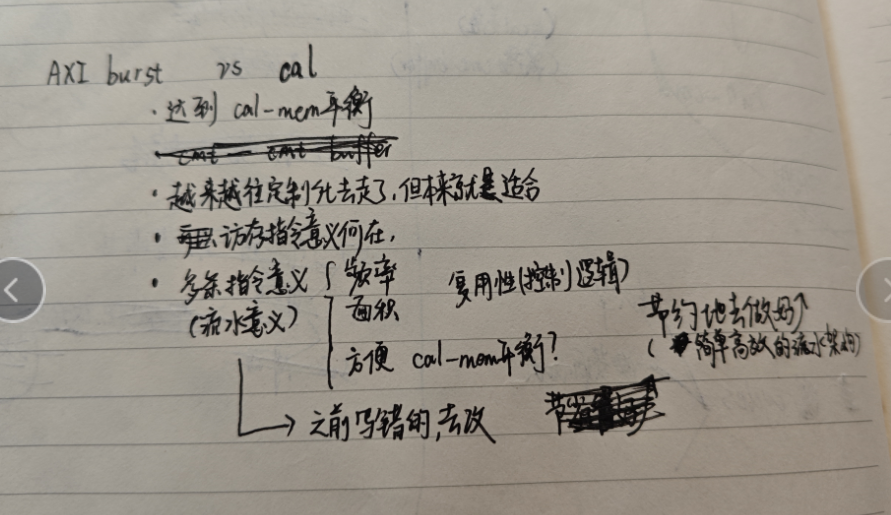 AXI burst vs cal
· 达到 cal-mem平衡
cmt buffer
· 越来越往定制化去走了,但本来就是适合
· 访存指令意义何在,
· 多条指令意义 { 频率 复用性(控制逻辑)
(流水意义) 面积 节约地去做好
方便 cal-mem平衡? (简单高效的流水架构)
→ 之前写错的,去改